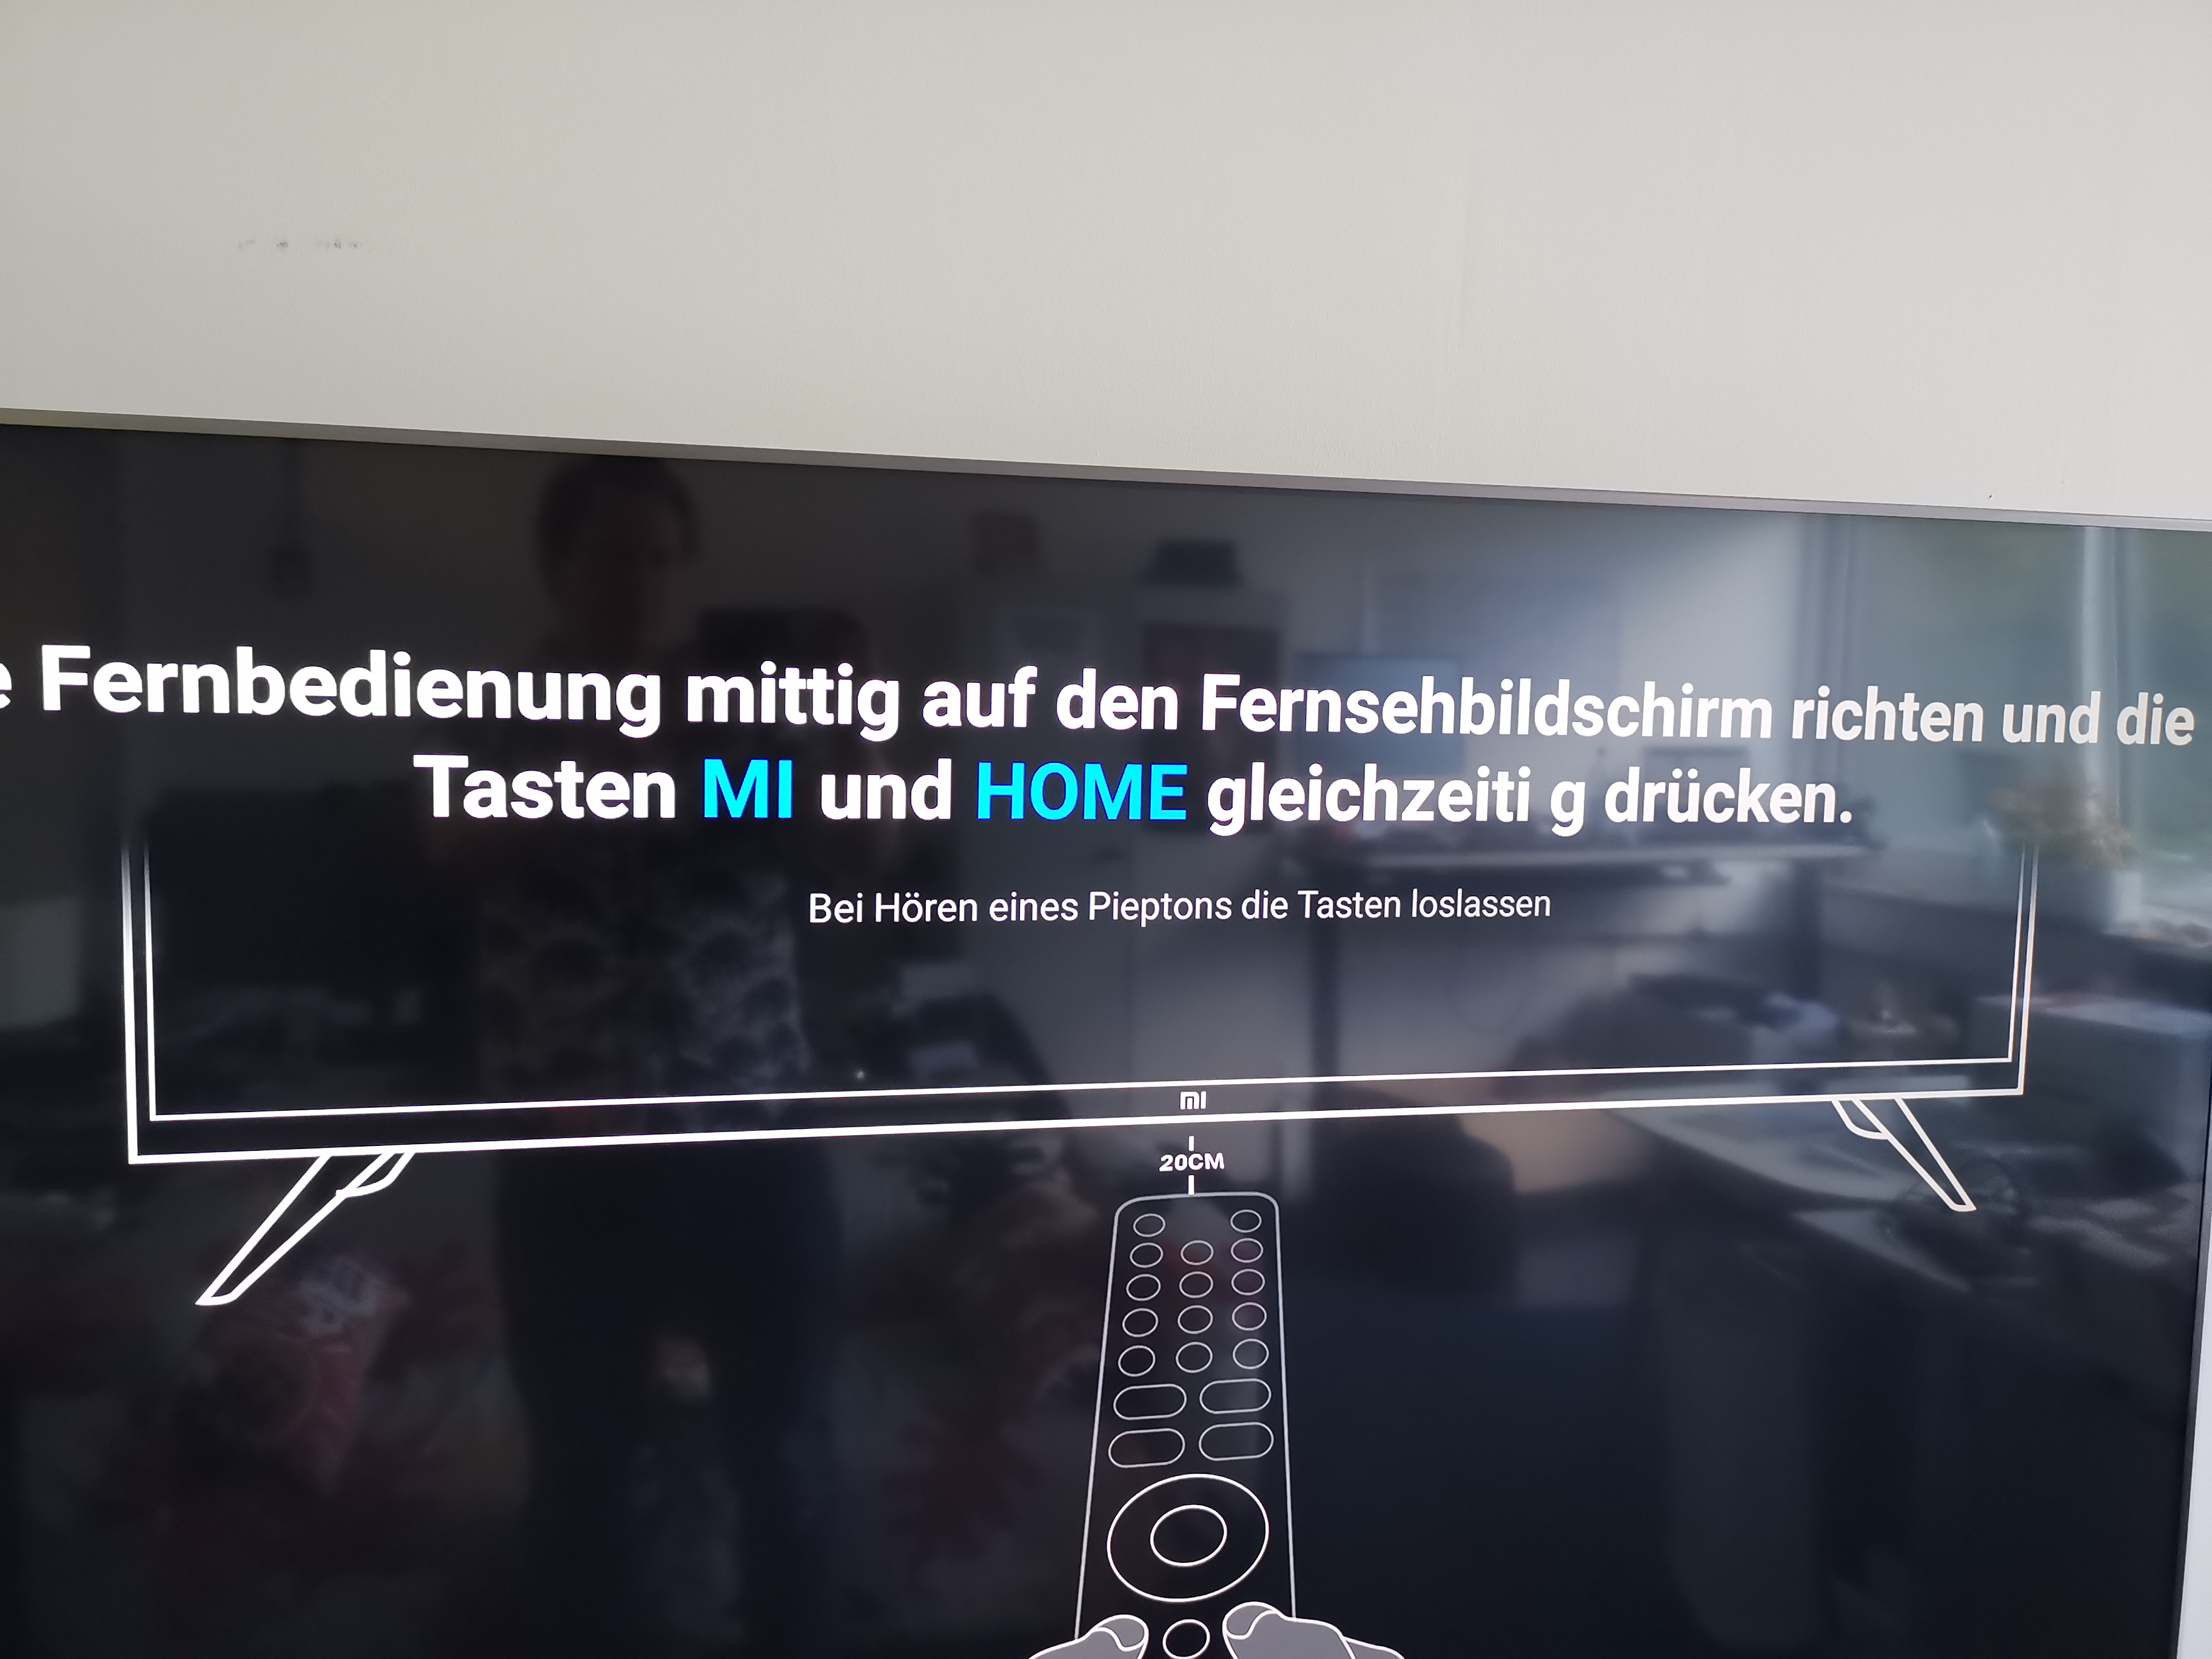 e Fernbedienung mittig auf den Fernsehbildschirm richten und die
Tasten MI und HOME gleichzeiti g drücken.
Bei Hören eines Pieptons die Tasten loslassen
mi
20CM